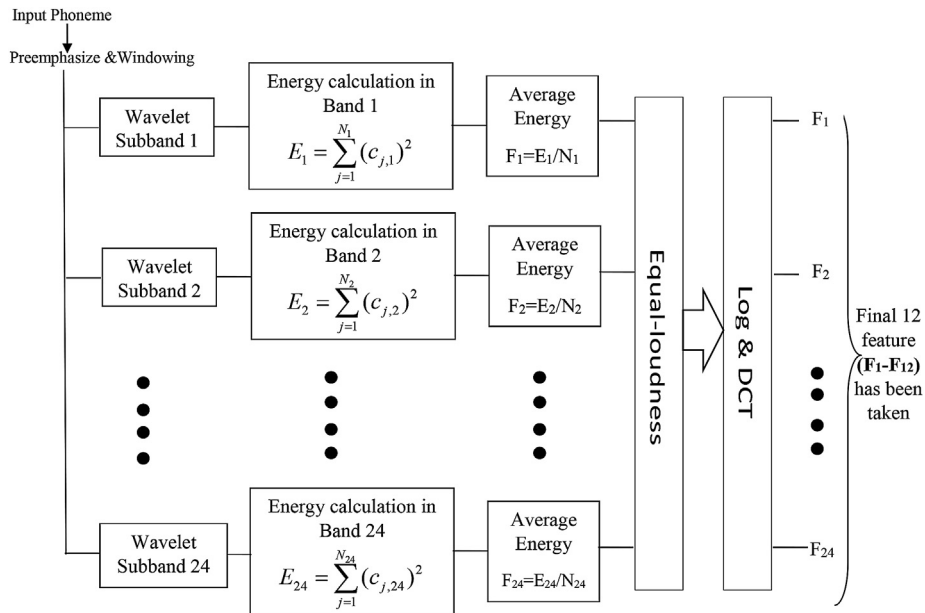 Input Phoneme
Preemphasize &Windowing
Wavelet
Subband 1
Energy calculation in
Band 1
E₁ = ∑_{j=1}^{N₁} (c_{j,1})²
Average
Energy
F₁=E₁/N₁
Wavelet
Subband 2
Energy calculation in
Band 2
E₂ = ∑_{j=1}^{N₂} (c_{j,2})²
Average
Energy
F₂=E₂/N₂
Wavelet
Subband 24
Energy calculation in
Band 24
E₂₄ = ∑_{j=1}^{N₂₄} (c_{j,24})²
Average
Energy
F₂₄=E₂₄/N₂₄
Equal-loudness
Log & DCT
F₁
F₂
F₂₄
Final 12
feature
(F₁-F₁₂)
has been
taken